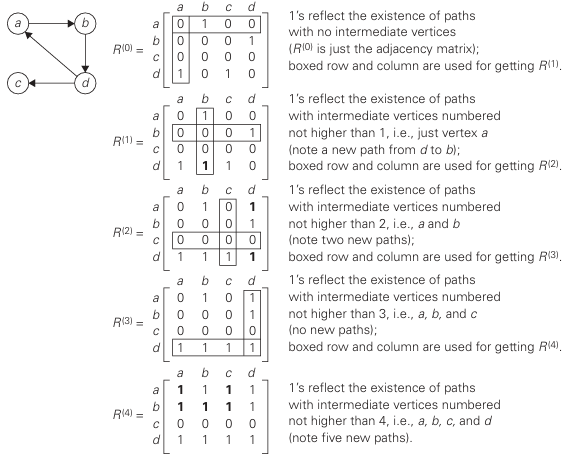 a b
c d
a b c d
R(0) =
a 0 1 0 0
b 0 0 0 1
c 0 0 0 0
d 1 0 1 0
1's reflect the existence of paths
with no intermediate vertices
(R(0) is just the adjacency matrix);
boxed row and column are used for getting R(1).
a b c d
R(1) =
a 0 1 0 0
b 0 0 0 1
c 0 0 0 0
d 1 1 1 0
1's reflect the existence of paths
with intermediate vertices numbered
not higher than 1, i.e., just vertex a
(note a new path from d to b);
boxed row and column are used for getting R(2).
a b c d
R(2) =
a 0 1 0 1
b 0 0 0 1
c 0 0 0 0
d 1 1 1 1
1's reflect the existence of paths
with intermediate vertices numbered
not higher than 2, i.e., a and b
(note two new paths);
boxed row and column are used for getting R(3).
a b c d
R(3) =
a 0 1 0 1
b 0 0 0 1
c 0 0 0 0
d 1 1 1 1
1's reflect the existence of paths
with intermediate vertices numbered
not higher than 3, i.e., a, b, and c
(no new paths);
boxed row and column are used for getting R(4).
a b c d
R(4) =
a 1 1 1 1
b 1 1 1 1
c 0 0 0 0
d 1 1 1 1
1's reflect the existence of paths
with intermediate vertices numbered
not higher than 4, i.e., a, b, c, and d
(note five new paths).